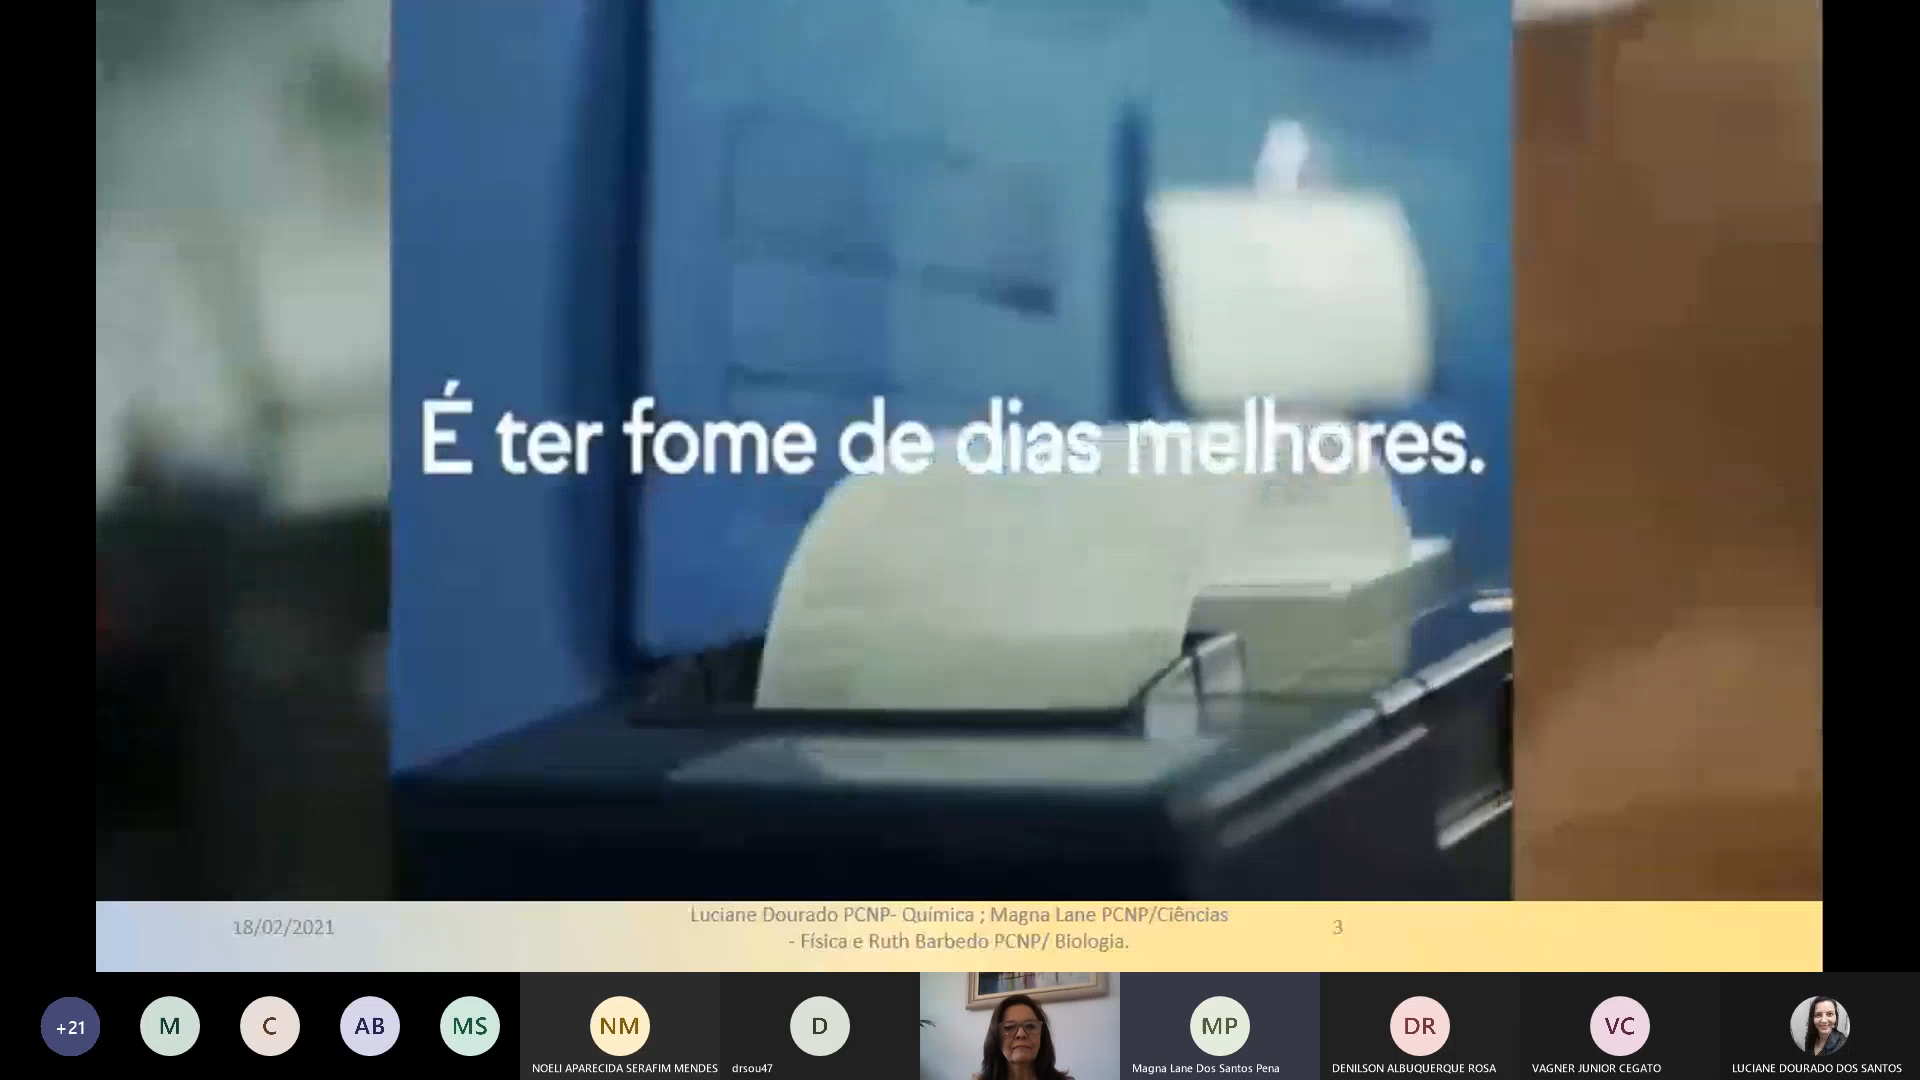 É ter fome de dias melhores.
18/02/2021
Luciane Dourado PCNP- Química ; Magna Lane PCNP/Ciências
- Física e Ruth Barbedo PCNP/ Biologia.
3
+21
M
C
AB
MS
NM
D
MP
DR
VC
NOELI APARECIDA SERAFIM MENDES
drsou47
Magna Lane Dos Santos Pena
DENILSON ALBUQUERQUE ROSA
VAGNER JUNIOR CEGATO
LUCIANE DOURADO DOS SANTOS